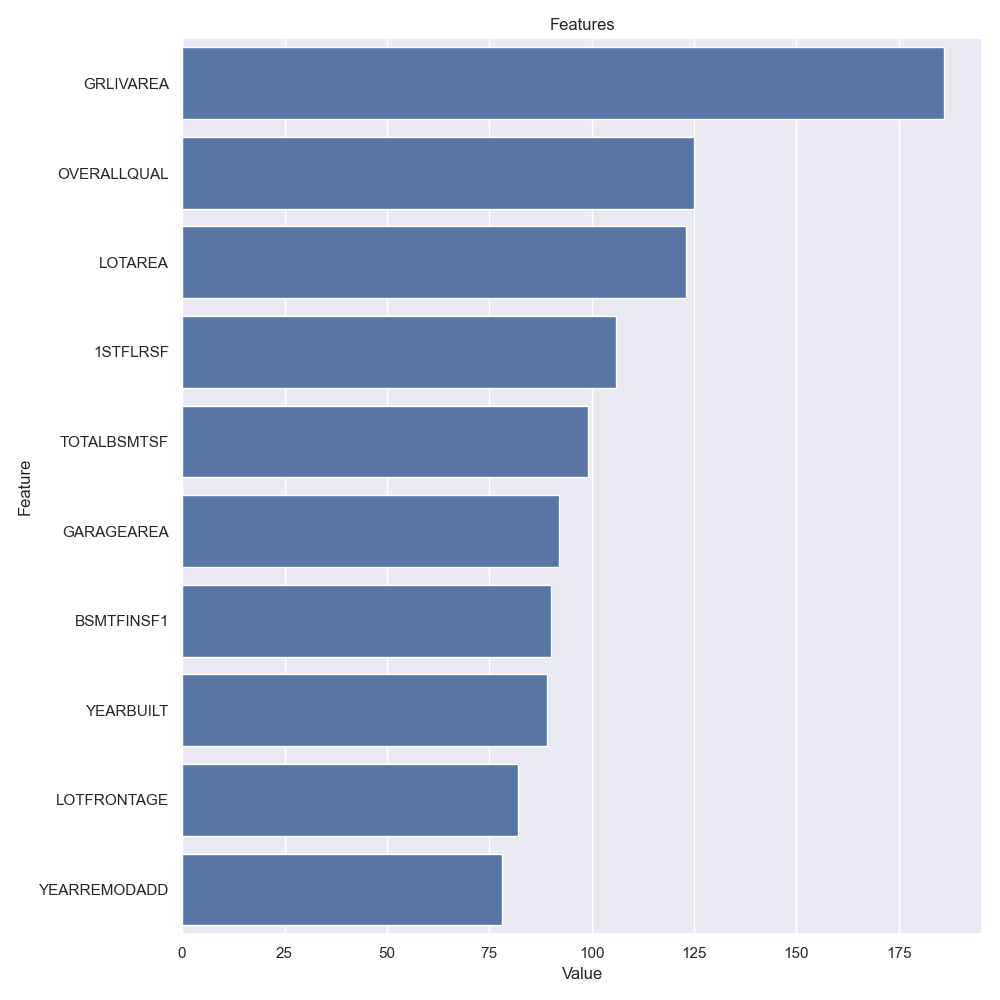 Features
GRLIVAREA
OVERALLQUAL
LOTAREA
1STFLRSF
TOTALBSMTSF
GARAGEAREA
BSMTFINSF1
YEARBUILT
LOTFRONTAGE
YEARREMODADD
Feature
0 25 50 75 100 125 150 175
Value